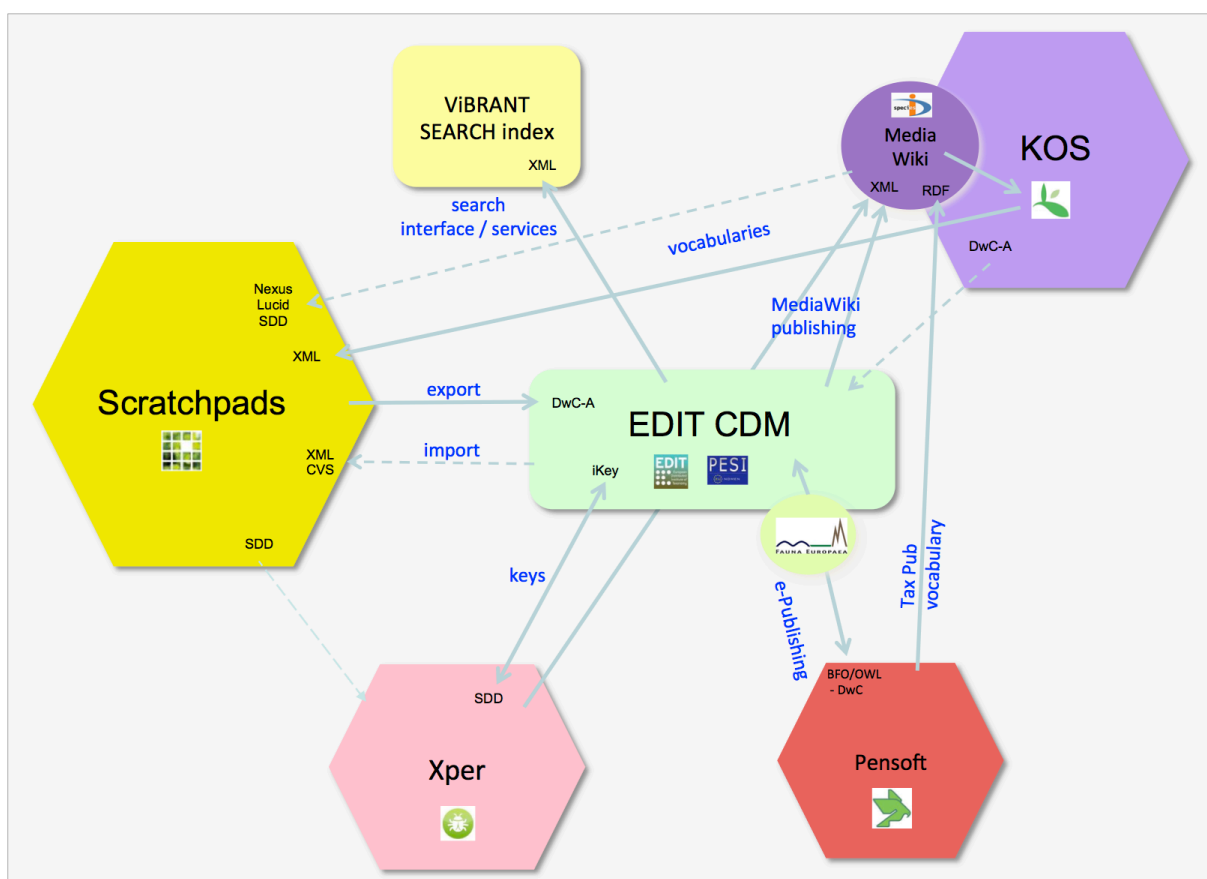 ViBRANT
SEARCH index
XML
search
interface / services
Media
Wiki
XML
RDF
KOS
DwC-A
vocabularies
Nexus
Lucid
SDD
XML
Scratchpads
XML
CVS
SDD
export
import
MediaWiki
publishing
DwC-A
EDIT CDM
iKey
EDIT
PESI
FAUNA EUROPAEA
keys
e-Publishing
Tax Pub
vocabulary
SDD
Xper
BFO/OWL
- DwC
Pensoft